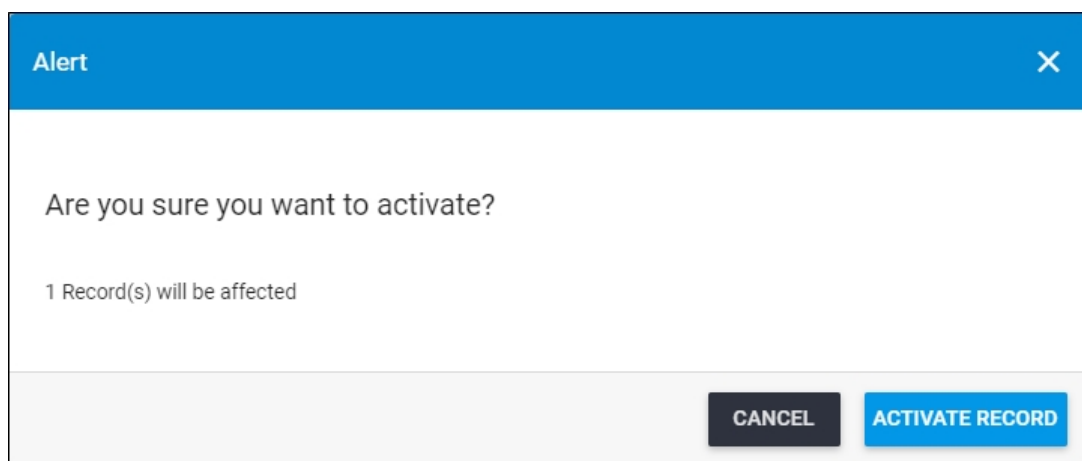 Alert
Are you sure you want to activate?
1 Record(s) will be affected
CANCEL ACTIVATE RECORD